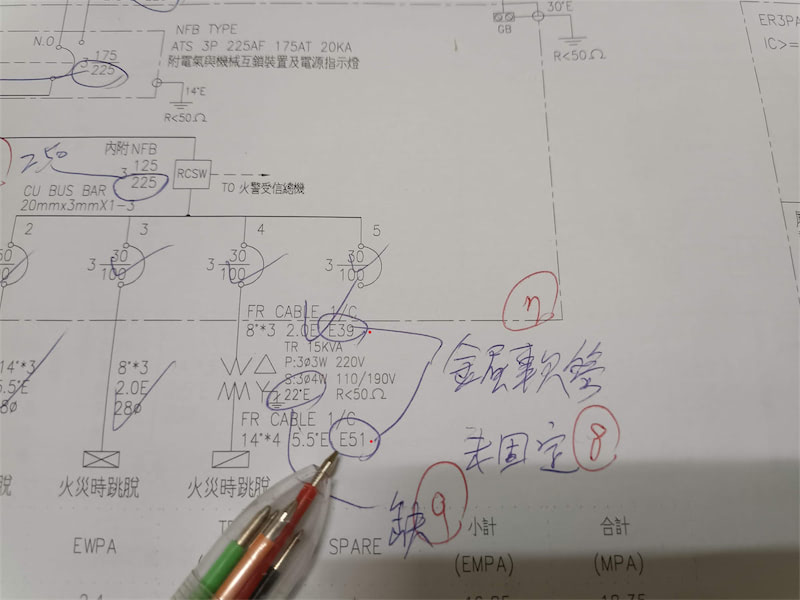 30°E
GB
R<50Ω
ER3PA
IC>=
N.O
NFB TYPE
ATS 3P 225AF 175AT 20KA
附電氣與機械互鎖裝置及電源指示燈
3 175
225
14°E
R<50Ω
250
內附NFB
3 125
225
RCSW
TO 火警受信總機
CU BUS BAR
20mmx3mmX1-3
2
3
4
5
3 30
100
3 30
100
3 30
100
η
FR CABLE 1/C
8°*3 2.0E E39
TR 15KVA
P:3ø3W 220V
S:3ø4W 110/190V
22°E R<50Ω
FR CABLE 1/C
14°*4 5.5°E E51
14°*3
5.5°E
28ø
8°*3
2.0E
28ø
金屬軟管
未固定 8
火災時跳脫
火災時跳脫
缺 9
EWPA
SPARE
小計
(EMPA)
合計
(MPA)